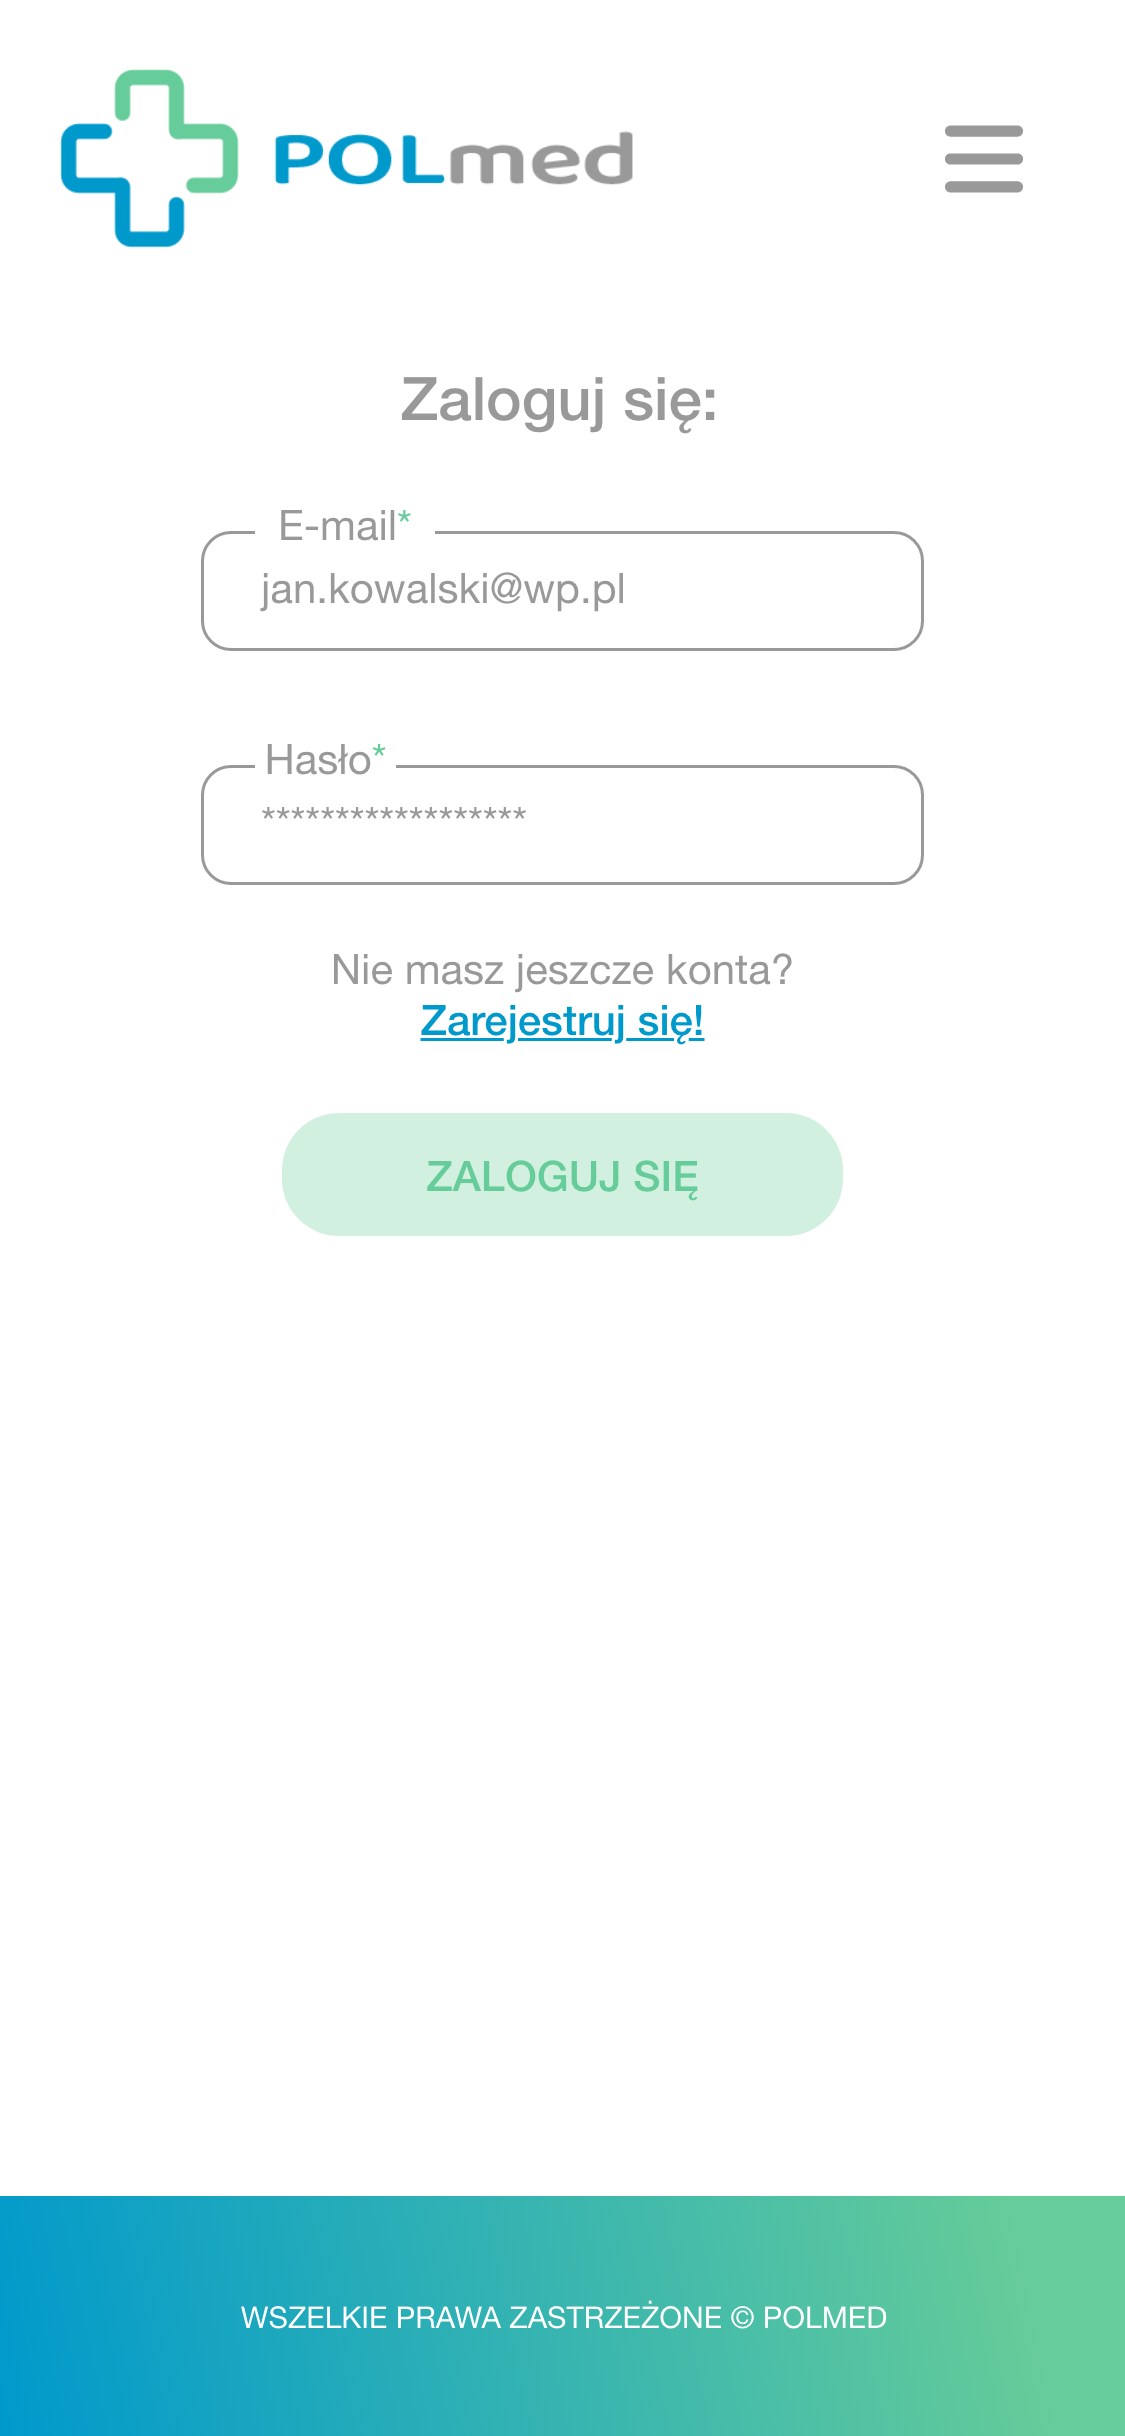 POLmed
Zaloguj się:
E-mail*
jan.kowalski@wp.pl
Hasło*
******************
Nie masz jeszcze konta?
Zarejestruj się!
ZALOGUJ SIĘ
WSZELKIE PRAWA ZASTRZEŻONE © POLMED